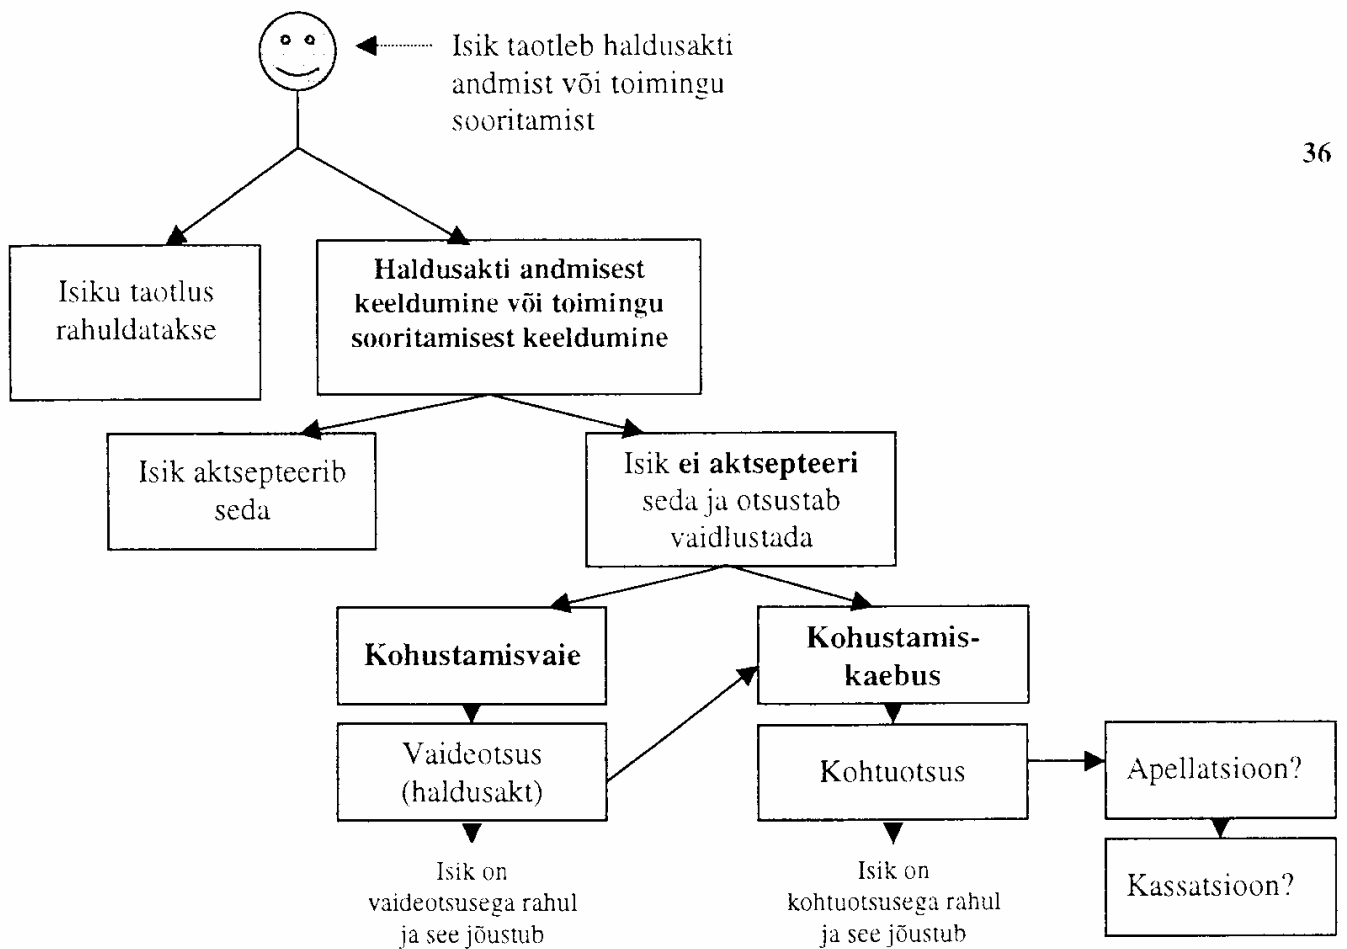 Isik taotleb haldusakti
andmist või toimingu
sooritamist
36
Isiku taotlus
rahuldatakse
Haldusakti andmisest
keeldumine või toimingu
sooritamisest keeldumine
Isik aktsepteerib
seda
Isik ei aktsepteeri
seda ja otsustab
vaidlustada
Kohustamisvaie
Kohustamis-
kaebus
Vaideotsus
(haldusakt)
Kohtuotsus
Apellatsioon?
Isik on
vaideotsusega rahul
ja see jõustub
Isik on
kohtuotsusega rahul
ja see jõustub
Kassatsioon?